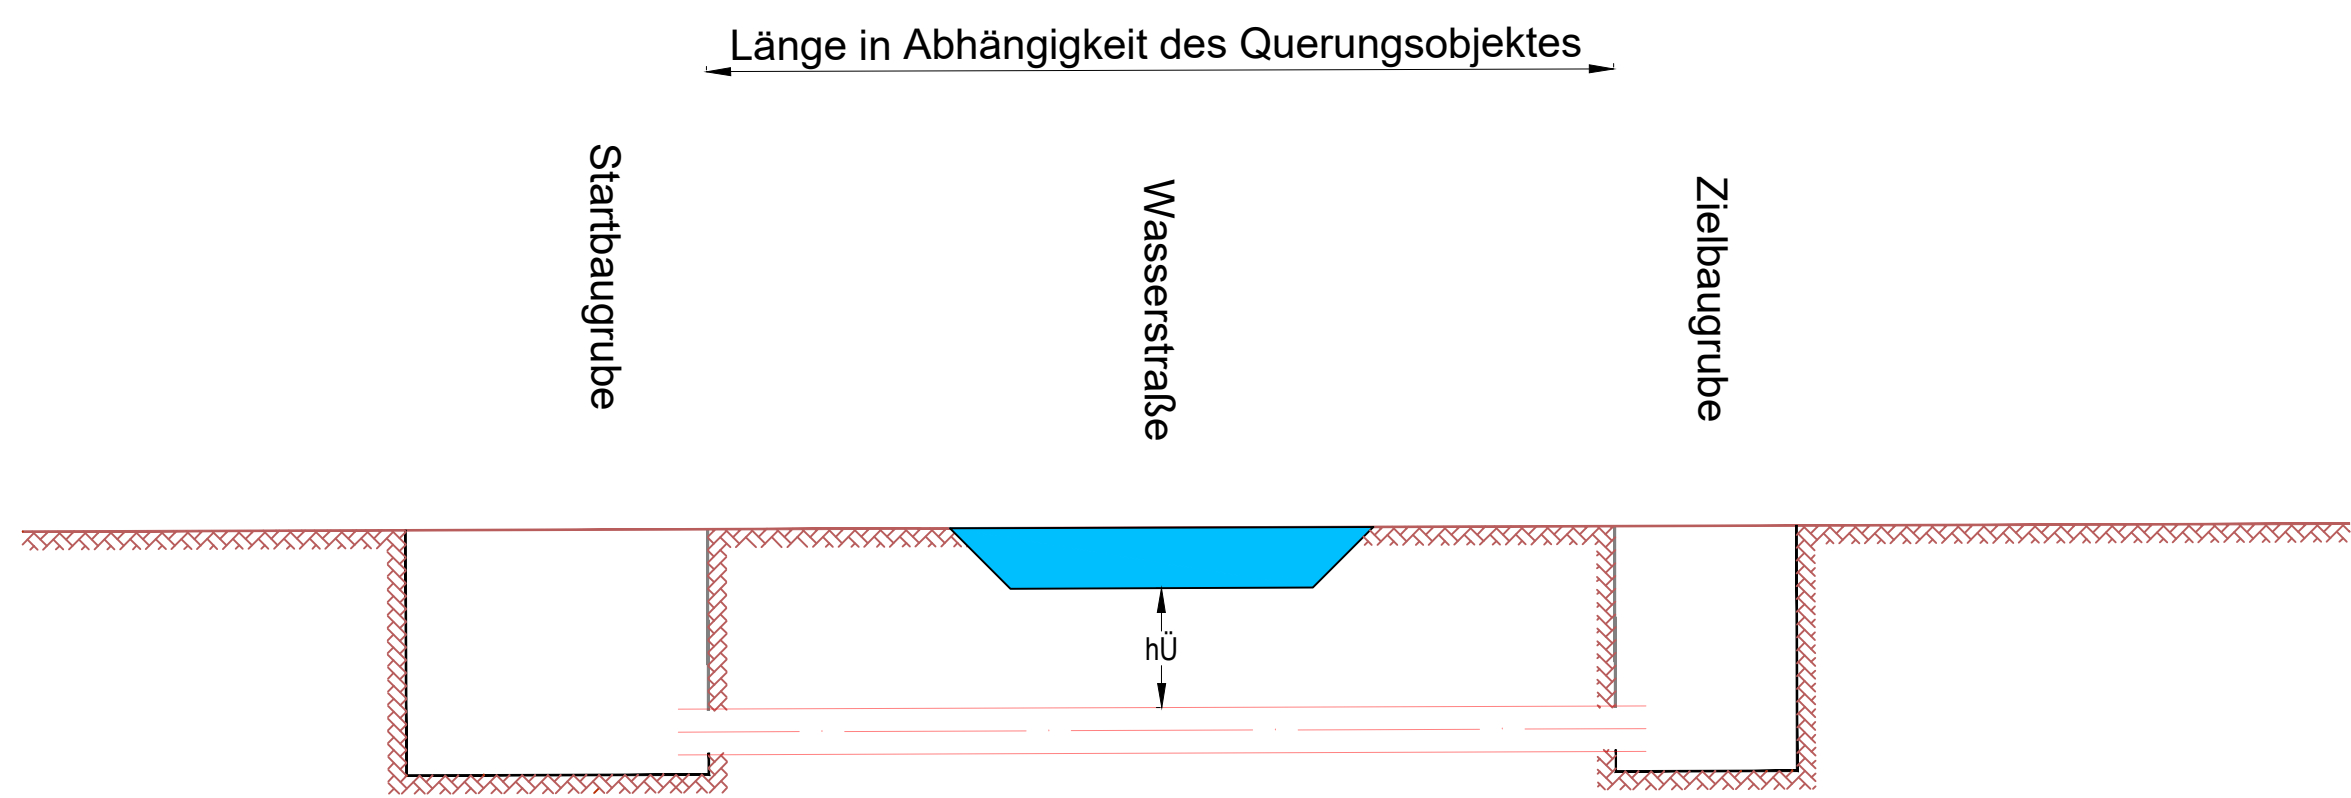 Länge in Abhängigkeit des Querungsobjektes
Startbaugrube
Wasserstraße
Zielbaugrube
hÜ